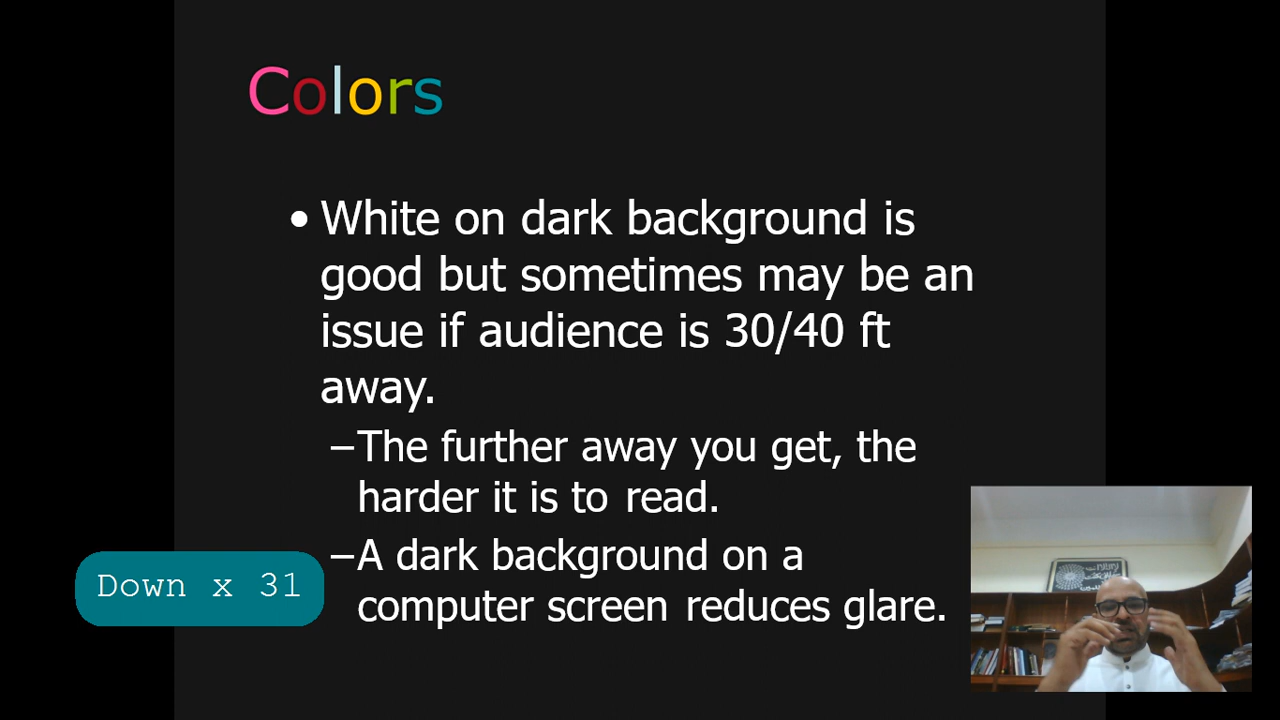 Colors
• White on dark background is
good but sometimes may be an
issue if audience is 30/40 ft
away.
–The further away you get, the
harder it is to read.
–A dark background on a
computer screen reduces glare.
Down x 31